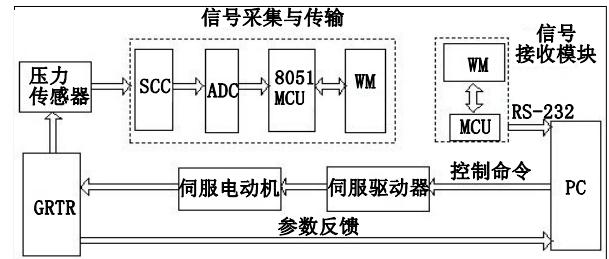 信号采集与传输
信号
接收模块
压力
传感器
SCC
ADC
8051
MCU
WM
WM
MCU
RS-232
GRTR
伺服电动机
伺服驱动器
控制命令
PC
参数反馈